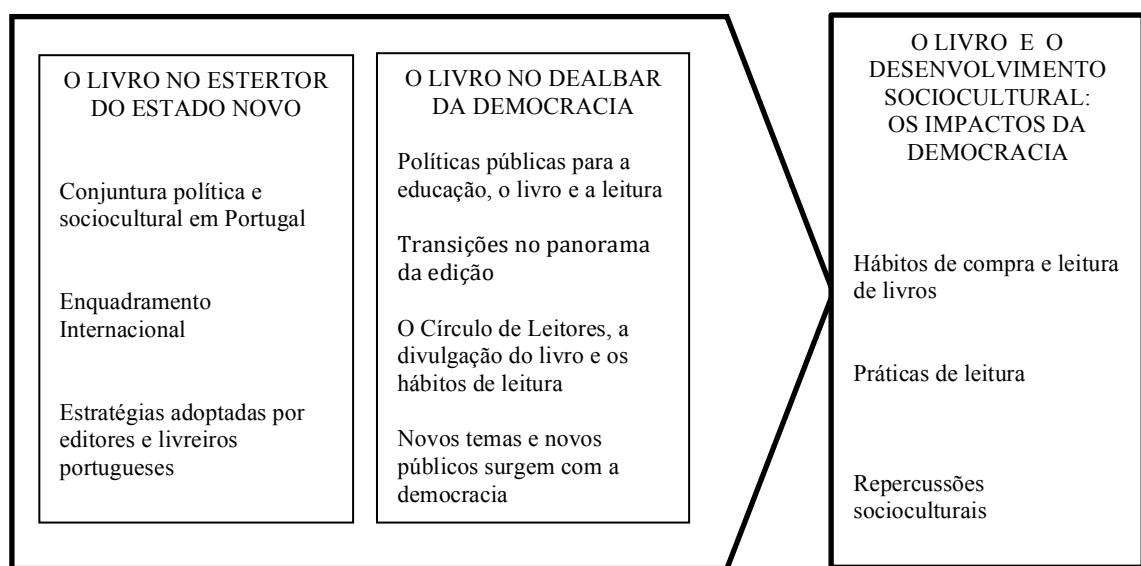 O LIVRO NO ESTERTOR
DO ESTADO NOVO
Conjuntura política e
sociocultural em Portugal
Enquadramento
Internacional
Estratégias adoptadas por
editores e livreiros
portugueses
O LIVRO NO DEALBAR
DA DEMOCRACIA
Políticas públicas para a
educação, o livro e a leitura
Transições no panorama
da edição
O Círculo de Leitores, a
divulgação do livro e os
hábitos de leitura
Novos temas e novos
públicos surgem com a
democracia
O LIVRO E O
DESENVOLVIMENTO
SOCIOCULTURAL:
OS IMPACTOS DA
DEMOCRACIA
Hábitos de compra e leitura
de livros
Práticas de leitura
Repercussões
socioculturais